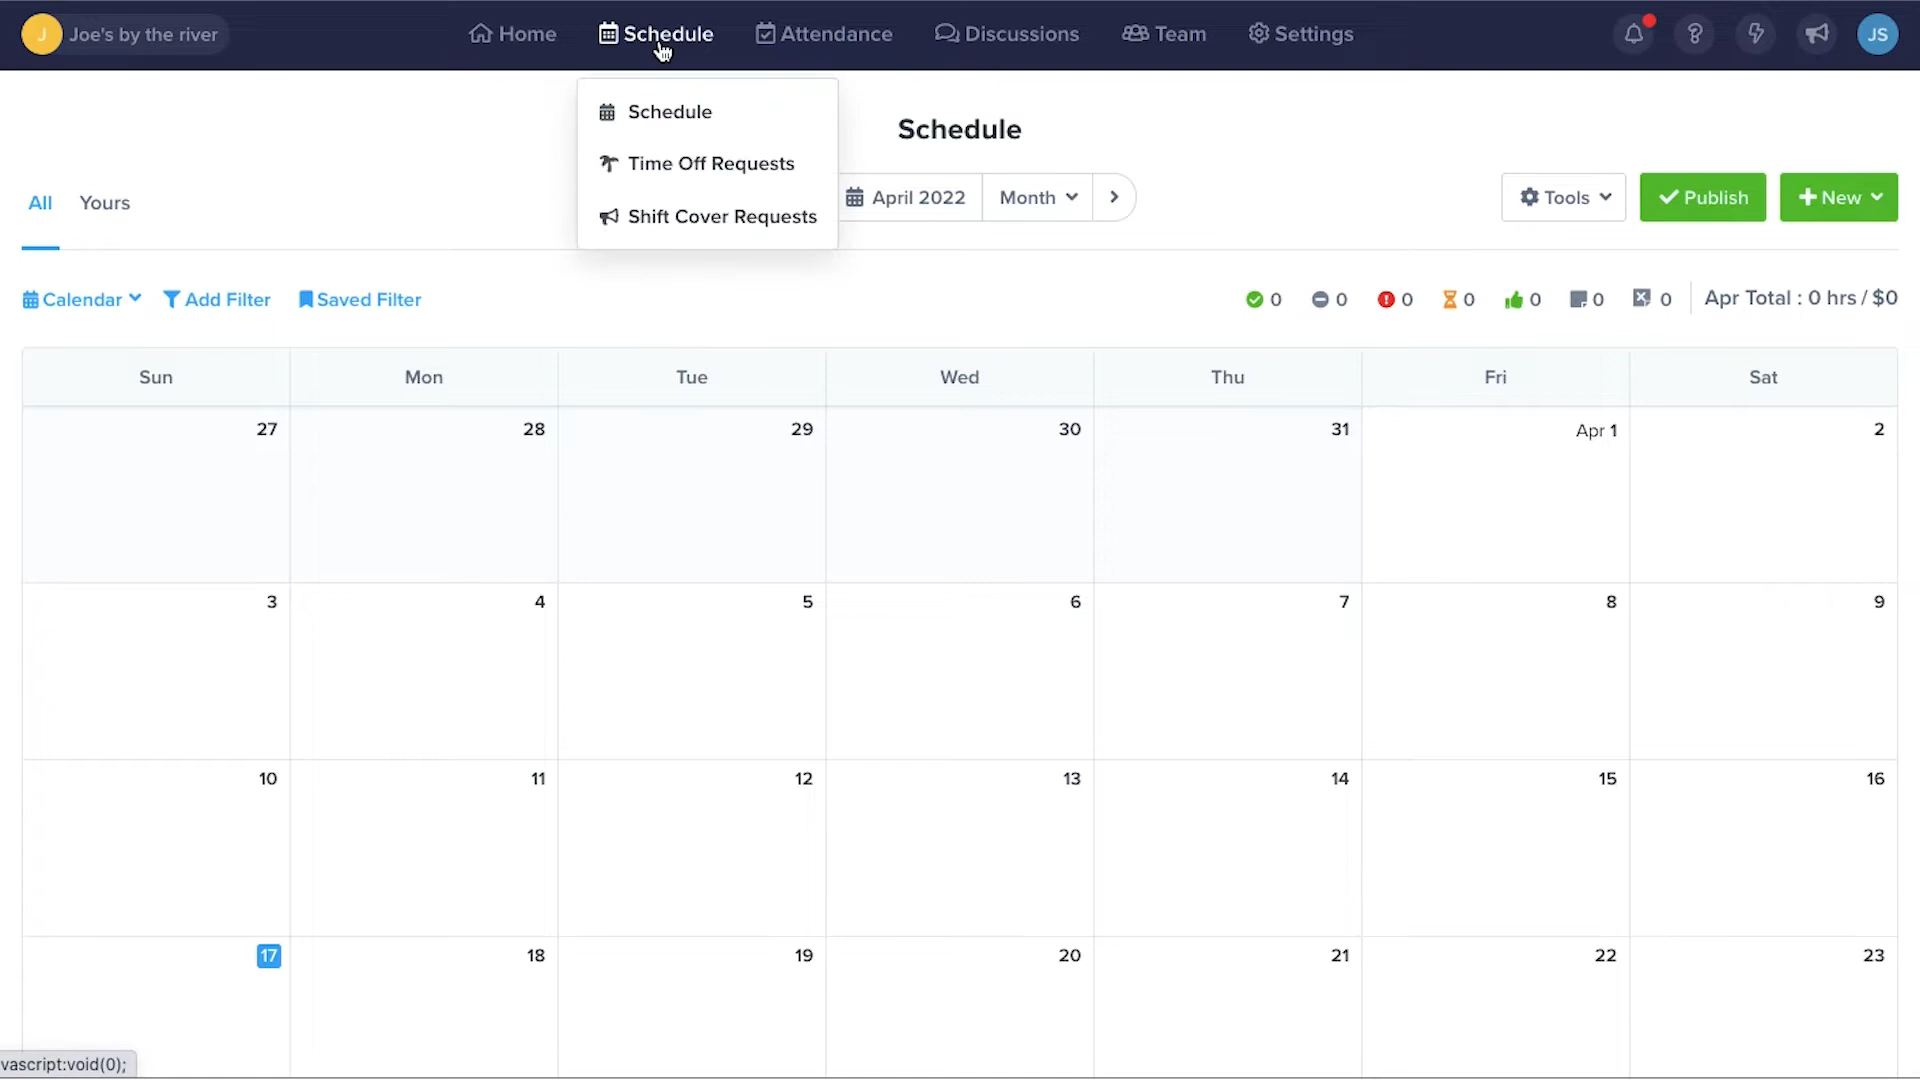 J Joe's by the river Home Schedule Attendance Discussions Team Settings ? JS
Schedule
Time Off Requests
Shift Cover Requests
Schedule
All Yours
April 2022 Month
Tools Publish New
Calendar Add Filter Saved Filter
0 0 0 0 0 0 0 Apr Total : 0 hrs / $0
Sun Mon Tue Wed Thu Fri Sat
27 28 29 30 31 Apr 1 2
3 4 5 6 7 8 9
10 11 12 13 14 15 16
17 18 19 20 21 22 23
vascript:void(0);